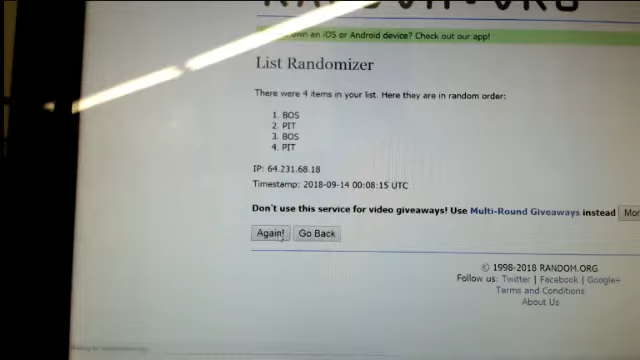 RANDOM.ORG
own an iOS or Android device? Check out our app!
List Randomizer
There were 4 items in your list. Here they are in random order:
1. BOS
2. PIT
3. BOS
4. PIT
IP: 64.231.68.18
Timestamp: 2018-09-14 00:08:15 UTC
Don't use this service for video giveaways! Use Multi-Round Giveaways instead
Again! Go Back
© 1998-2018 RANDOM.ORG
Follow us: Twitter | Facebook | Google+
Terms and Conditions
About Us